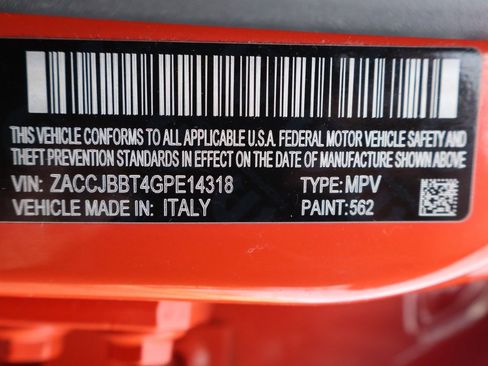 THIS VEHICLE CONFORMS TO ALL APPLICABLE U.S.A. FEDERAL MOTOR VEHICLE SAFETY AND
THEFT PREVENTION STANDARDS IN EFFECT ON THE DATE OF MANUFACTURE SHOWN ABOVE
VIN: ZACCJBBT4GPE14318 TYPE: MPV
VEHICLE MADE IN: ITALY PAINT: 562